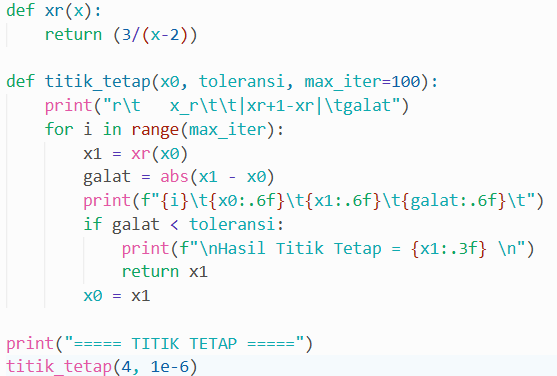 def xr(x):
    return (3/(x-2))

def titik_tetap(x0, toleransi, max_iter=100):
    print("r\t   x_r\t\t|xr+1-xr|\tgalat")
    for i in range(max_iter):
        x1 = xr(x0)
        galat = abs(x1 - x0)
        print(f"{i}\t{x0:.6f}\t{x1:.6f}\t{galat:.6f}\t")
        if galat < toleransi:
            print(f"\nHasil Titik Tetap = {x1:.3f} \n")
            return x1
        x0 = x1

print("===== TITIK TETAP =====")
titik_tetap(4, 1e-6)